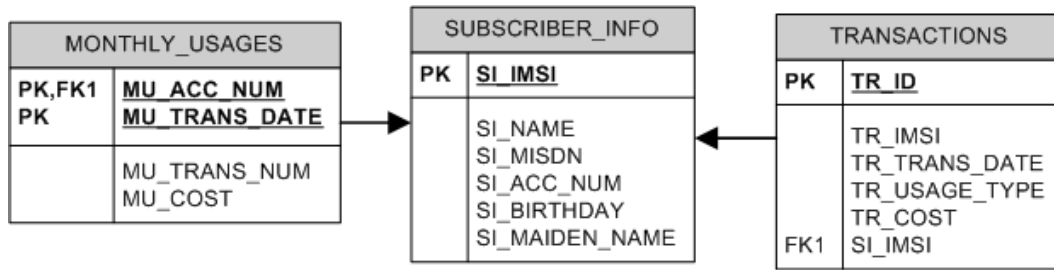 MONTHLY_USAGES
PK,FK1 MU_ACC_NUM
PK MU_TRANS_DATE
MU_TRANS_NUM
MU_COST
SUBSCRIBER_INFO
PK SI_IMSI
SI_NAME
SI_MISDN
SI_ACC_NUM
SI_BIRTHDAY
SI_MAIDEN_NAME
TRANSACTIONS
PK TR_ID
TR_IMSI
TR_TRANS_DATE
TR_USAGE_TYPE
TR_COST
FK1 SI_IMSI